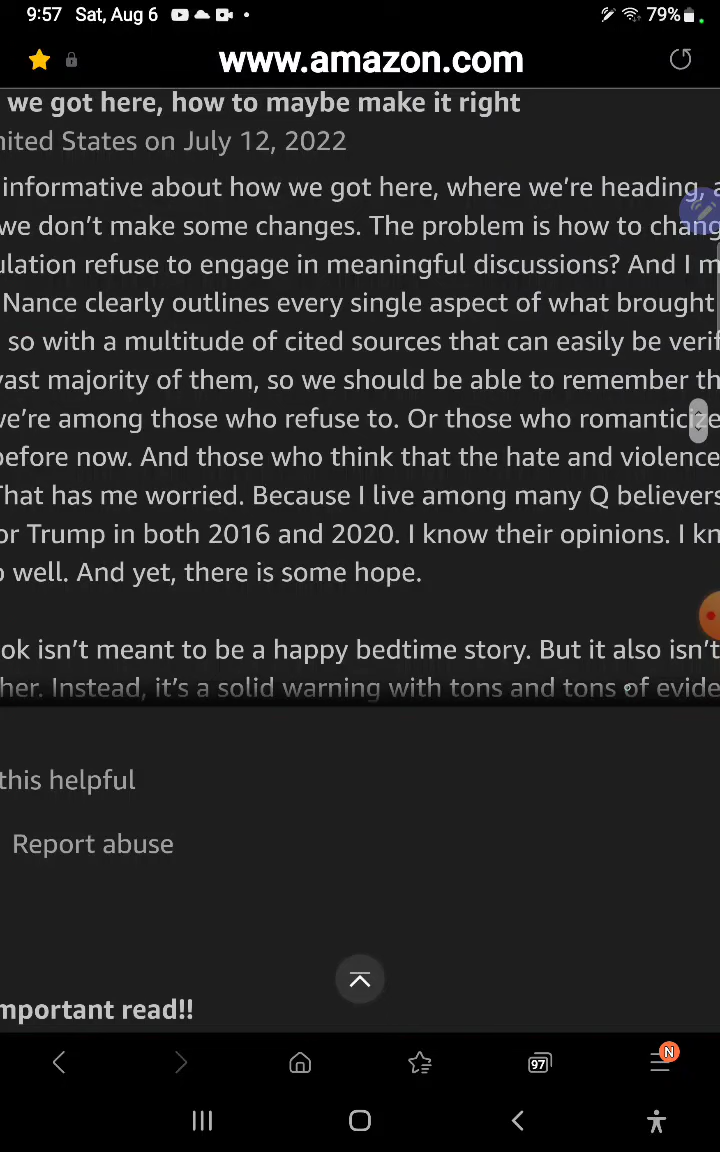 9:57 Sat, Aug 6
79%
www.amazon.com
we got here, how to maybe make it right
nited States on July 12, 2022
informative about how we got here, where we're heading, a
we don't make some changes. The problem is how to chang
ulation refuse to engage in meaningful discussions? And I m
Nance clearly outlines every single aspect of what brought
so with a multitude of cited sources that can easily be verif
vast majority of them, so we should be able to remember th
ve're among those who refuse to. Or those who romanticize
before now. And those who think that the hate and violence
That has me worried. Because I live among many Q believers
or Trump in both 2016 and 2020. I know their opinions. I kn
o well. And yet, there is some hope.
ok isn't meant to be a happy bedtime story. But it also isn't
her. Instead, it's a solid warning with tons and tons of evide
this helpful
Report abuse
mportant read!!
97
N